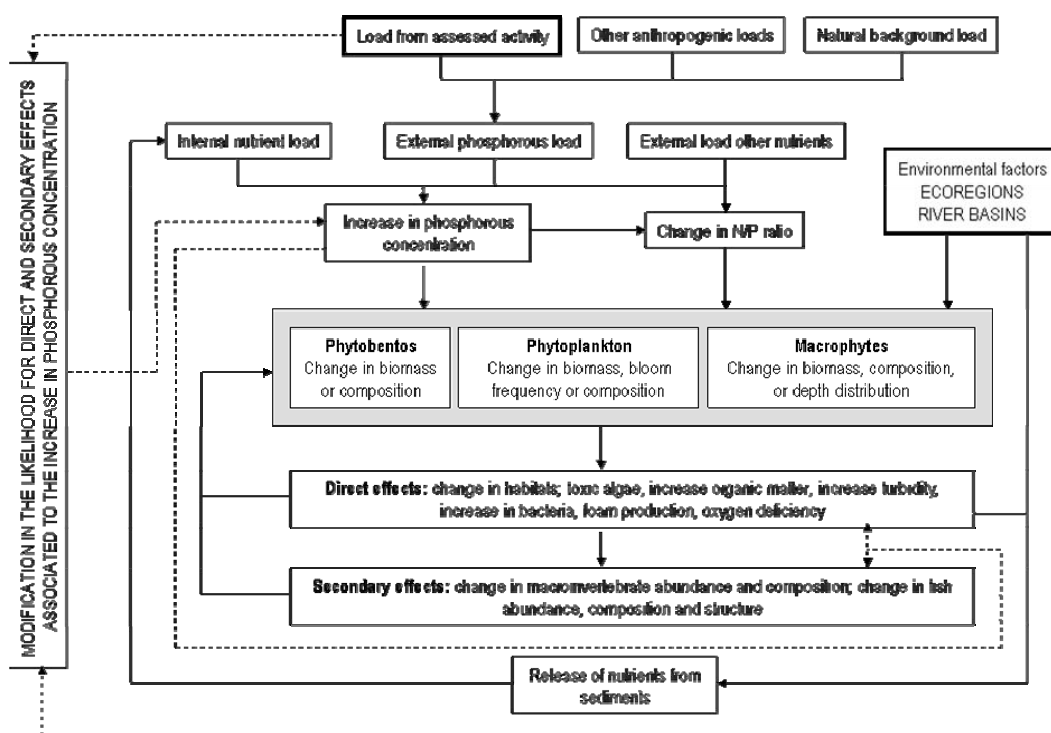 Load from assessed activity
Other anthropogenic loads
Natural background load
MODIFICATION IN THE LIKELIHOOD FOR DIRECT AND SECONDARY EFFECTS
ASSOCIATED TO THE INCREASE IN PHOSPHOROUS CONCENTRATION
Internal nutrient load
External phosphorous load
External load other nutrients
Environmental factors
ECOREGIONS
RIVER BASINS
Increase in phosphorous
concentration
Change in N/P ratio
Phytobentos
Change in biomass
or composition
Phytoplankton
Change in biomass, bloom
frequency or composition
Macrophytes
Change in biomass, composition,
or depth distribution
Direct effects: change in habitats; toxic algae, increase organic matter, increase turbidity,
increase in bacteria, foam production, oxygen deficiency
Secondary effects: change in macroinvertebrate abundance and composition; change in fish
abundance, composition and structure
Release of nutrients from
sediments